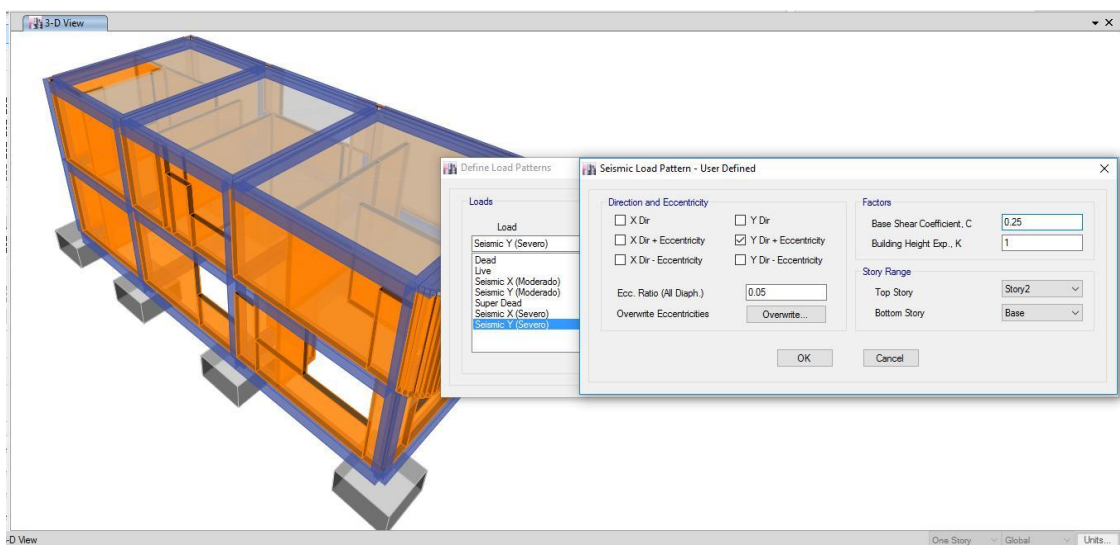 3-D View
Define Load Patterns
Loads
Load
Seismic Y (Severo)
Dead
Live
Seismic X (Moderado)
Seismic Y (Moderado)
Super Dead
Seismic X (Severo)
Seismic Y (Severo)
Seismic Load Pattern - User Defined
Direction and Eccentricity
X Dir
Y Dir
X Dir + Eccentricity
Y Dir + Eccentricity
X Dir - Eccentricity
Y Dir - Eccentricity
Ecc. Ratio (All Diaph.)
0.05
Overwrite Eccentricities
Overwrite...
Factors
Base Shear Coefficient, C
0.25
Building Height Exp., K
1
Story Range
Top Story
Story2
Bottom Story
Base
OK
Cancel
-D View
One Story
Global
Units...